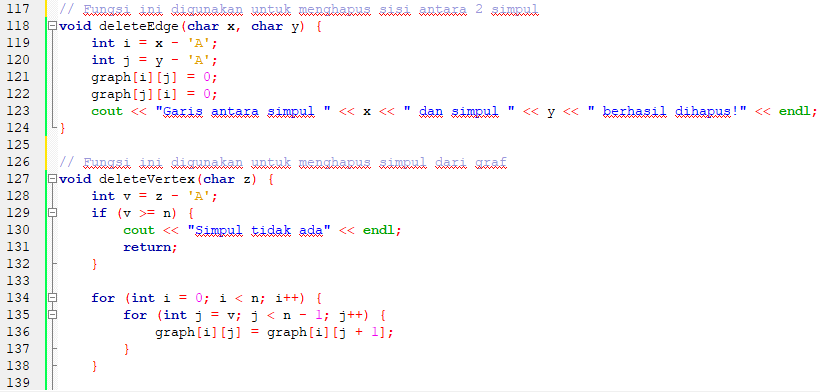 117 // Fungsi ini digunakan untuk menghapus sisi antara 2 simpul
118 void deleteEdge(char x, char y) {
119 int i = x - 'A';
120 int j = y - 'A';
121 graph[i][j] = 0;
122 graph[j][i] = 0;
123 cout << "Garis antara simpul " << x << " dan simpul " << y << " berhasil dihapus!" << endl;
124 }
125
126 // Fungsi ini digunakan untuk menghapus simpul dari graf
127 void deleteVertex(char z) {
128 int v = z - 'A';
129 if (v >= n) {
130 cout << "Simpul tidak ada" << endl;
131 return;
132 }
133
134 for (int i = 0; i < n; i++) {
135 for (int j = v; j < n - 1; j++) {
136 graph[i][j] = graph[i][j + 1];
137 }
138 }
139